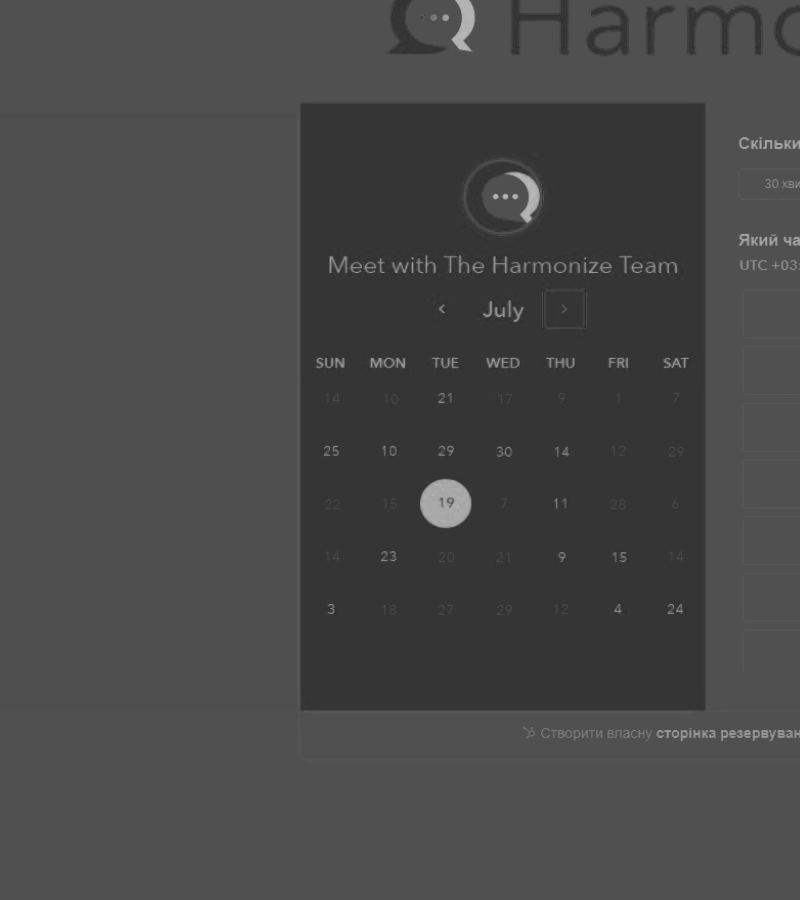 Harmo
Скільки
30 хви
Meet with The Harmonize Team
Який ча
UTC +03:
July
SUN MON TUE WED THU FRI SAT
14 10 21 17 9 1 7
25 10 29 30 14 12 29
22 15 19 7 11 28 6
14 23 20 21 9 15 14
3 18 27 29 12 4 24
Створити власну сторінка резервуван